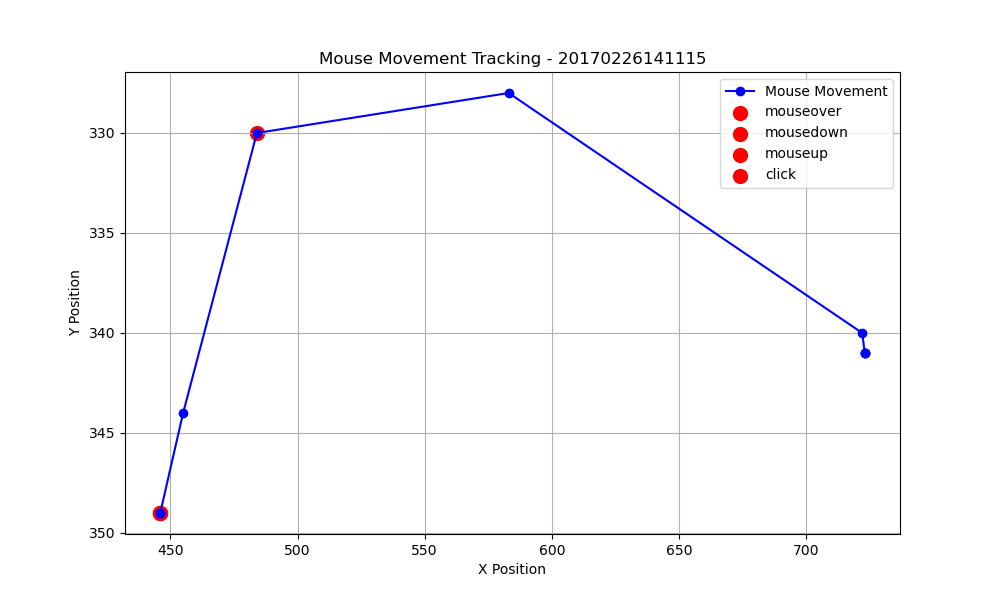 Mouse Movement Tracking - 20170226141115
Mouse Movement
mouseover
mousedown
mouseup
click
330
335
340
345
350
Y Position
450
500
550
600
650
700
X Position